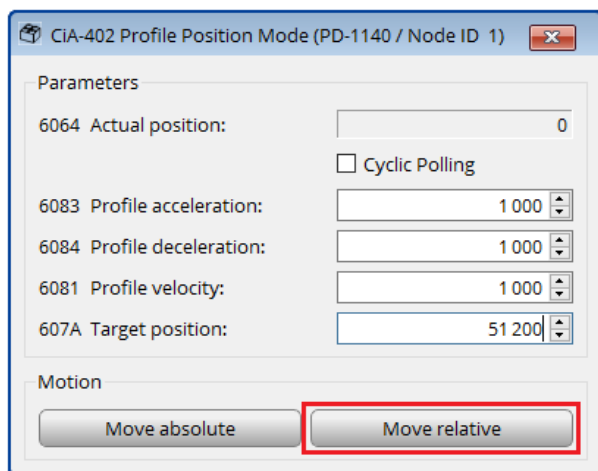 CiA-402 Profile Position Mode (PD-1140 / Node ID 1)
Parameters
6064 Actual position: 0
Cyclic Polling
6083 Profile acceleration: 1 000
6084 Profile deceleration: 1 000
6081 Profile velocity: 1 000
607A Target position: 51 200
Motion
Move absolute Move relative